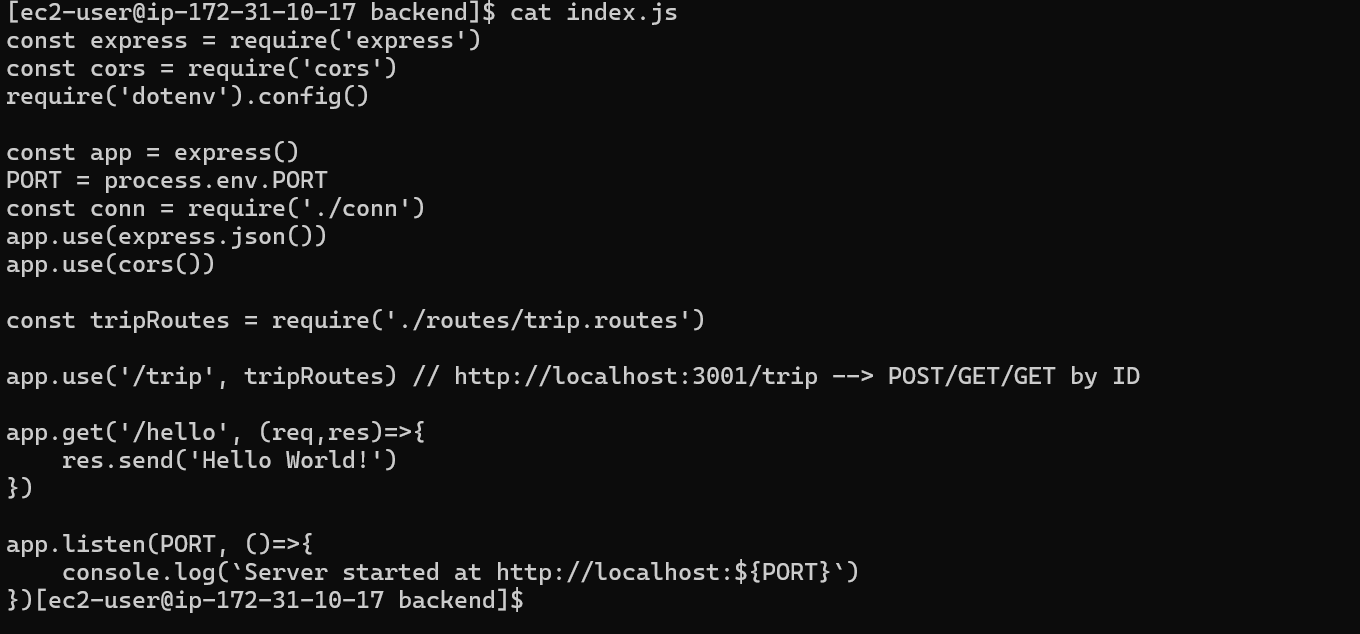 [ec2-user@ip-172-31-10-17 backend]$ cat index.js
const express = require('express')
const cors = require('cors')
require('dotenv').config()

const app = express()
PORT = process.env.PORT
const conn = require('./conn')
app.use(express.json())
app.use(cors())

const tripRoutes = require('./routes/trip.routes')

app.use('/trip', tripRoutes) // http://localhost:3001/trip --> POST/GET/GET by ID

app.get('/hello', (req,res)=>{
    res.send('Hello World!')
})

app.listen(PORT, ()=>{
    console.log(`Server started at http://localhost:${PORT}`)
})[ec2-user@ip-172-31-10-17 backend]$